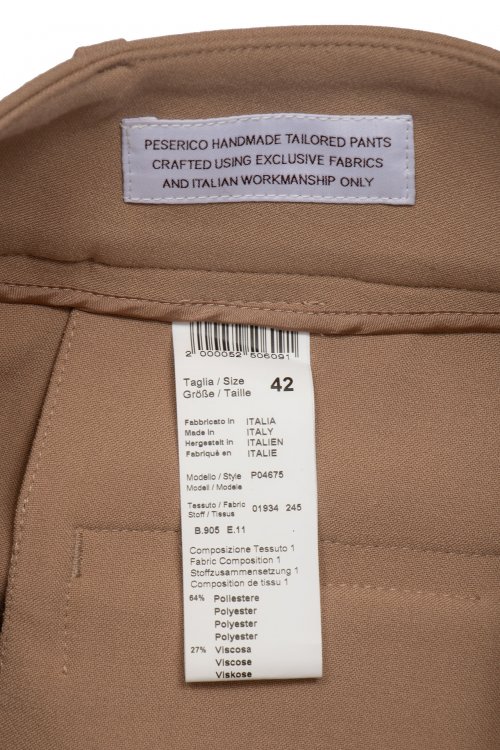 PESERICO HANDMADE TAILORED PANTS
CRAFTED USING EXCLUSIVE FABRICS
AND ITALIAN WORKMANSHIP ONLY
2 000052 506091
Taglia / Size 42
Größe / Taille
Fabbricato in ITALIA
Made in ITALY
Hergestelt in ITALIEN
Fabriqué en ITALIE
Modello / Style P04675
Modell / Modele
Tessuto / Fabric 01934 245
Stoff / Tissus
B.905 E.11
Composizione Tessuto 1
Fabric Composition 1
Stoffzusammensetzung 1
Composition de tissu 1
64% Poliestere
Polyester
Polyester
Polyester
27% Viscosa
Viscose
Viskose